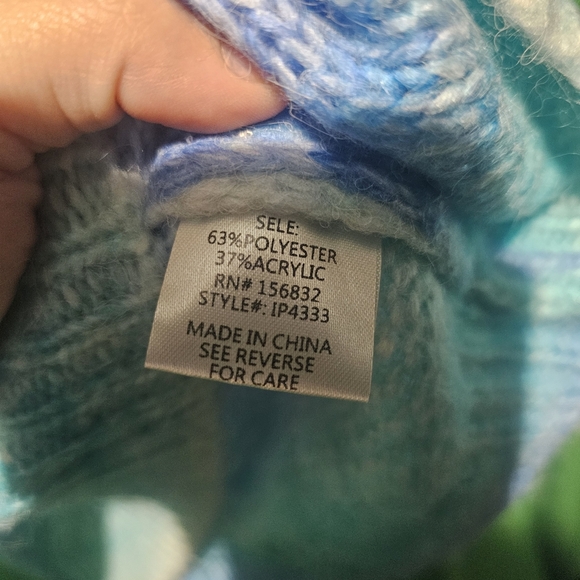 SELE:
63%POLYESTER
37%ACRYLIC
RN# 156832
STYLE#: IP4333
MADE IN CHINA
SEE REVERSE
FOR CARE